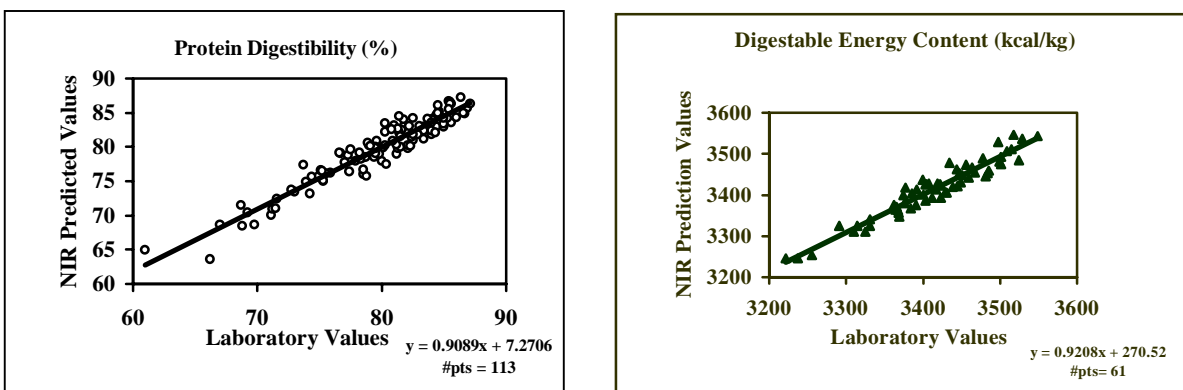 Protein Digestibility (%)
NIR Predicted Values
90
85
80
75
70
65
60
60 70 80 90
Laboratory Values
y = 0.9089x + 7.2706
#pts = 113
Digestable Energy Content (kcal/kg)
NIR Prediction Values
3600
3500
3400
3300
3200
3200 3300 3400 3500 3600
Laboratory Values
y = 0.9208x + 270.52
#pts= 61